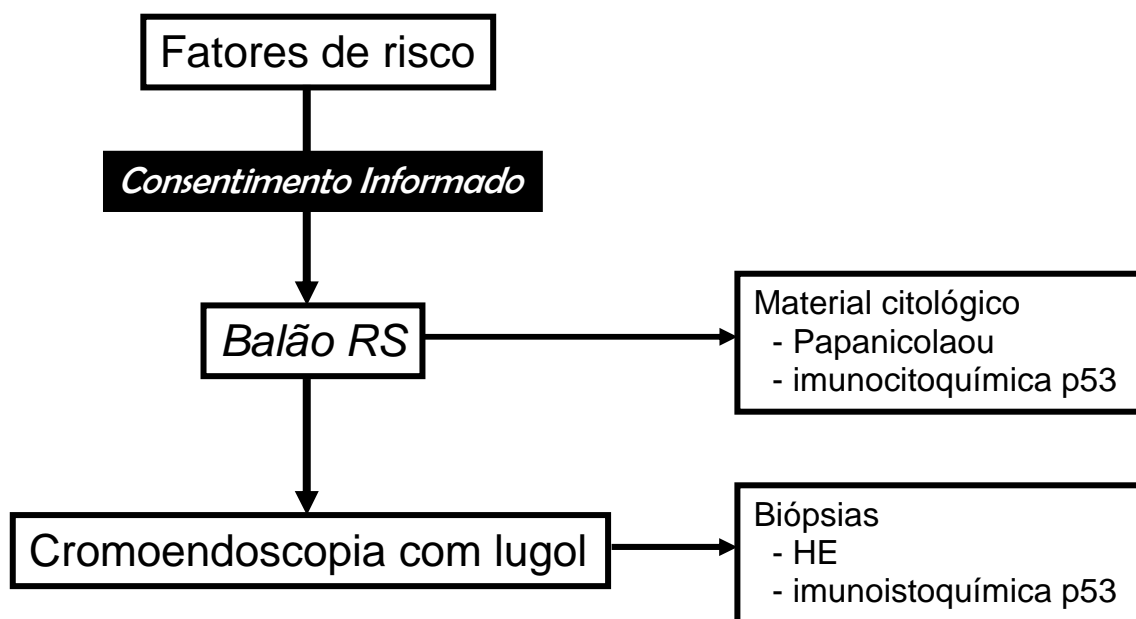 Fatores de risco
Consentimento Informado
Balão RS
Material citológico
- Papanicolaou
- imunocitoquímica p53
Cromoendoscopia com lugol
Biópsias
- HE
- imunoistoquímica p53